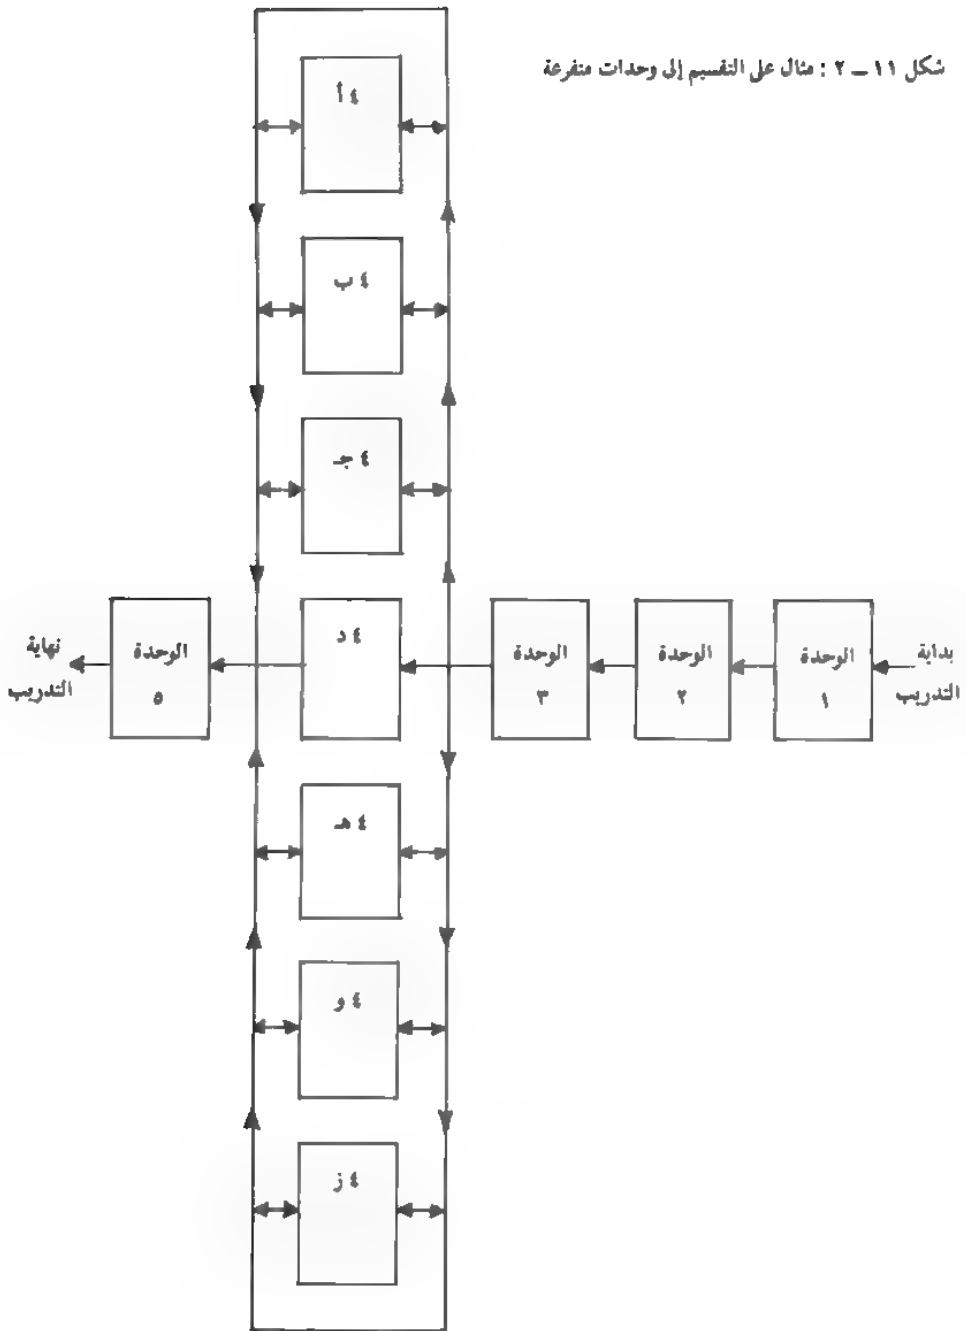 شكل ١١ – ٢ : مثال على التقسيم إلى وحدات متفرعة
٤ أ
٤ ب
٤ جـ
٤ د
بداية
التدريب
الوحدة
١
الوحدة
٢
الوحدة
٣
الوحدة
٥
نهاية
التدريب
٤ هـ
٤ و
٤ ز